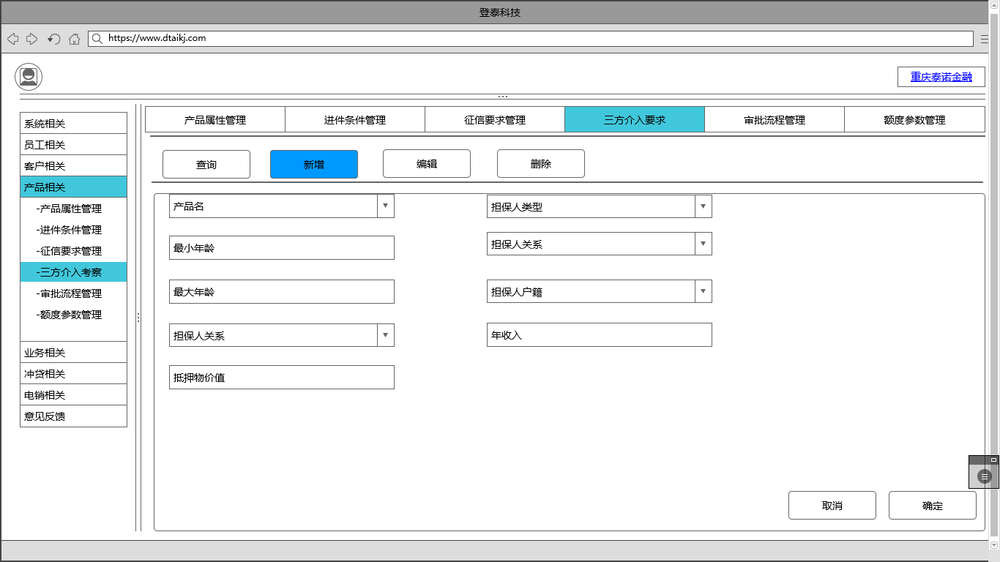 登泰科技
https://www.dtaikj.com
重庆泰诺金融
系统相关
员工相关
客户相关
产品相关
-产品属性管理
-进件条件管理
-征信要求管理
-三方介入考察
-审批流程管理
-额度参数管理
业务相关
冲贷相关
电销相关
意见反馈
产品属性管理 进件条件管理 征信要求管理 三方介入要求 审批流程管理 额度参数管理
查询 新增 编辑 删除
产品名 担保人类型
最小年龄 担保人关系
最大年龄 担保人户籍
担保人关系 年收入
抵押物价值
取消 确定